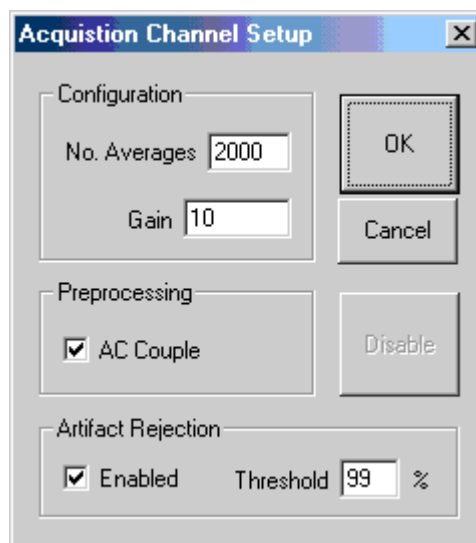 Acquistion Channel Setup
Configuration
No. Averages 2000
Gain 10
OK
Cancel
Preprocessing
AC Couple
Disable
Artifact Rejection
Enabled Threshold 99 %